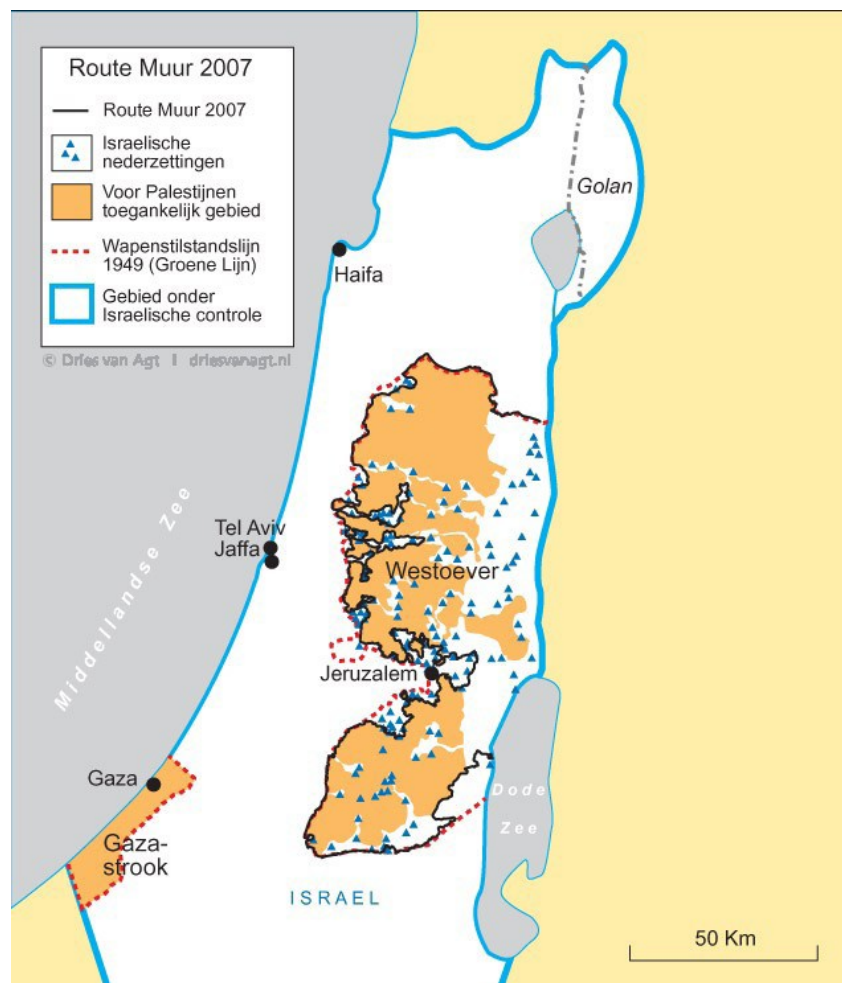 Route Muur 2007
Route Muur 2007
Israelische
nederzettingen
Voor Palestijnen
toegankelijk gebied
Wapenstilstandslijn
1949 (Groene Lijn)
Gebied onder
Israelische controle
© Dries van Agt I driesvanagt.nl
Golan
Haifa
Middellandse Zee
Tel Aviv
Jaffa
Westoever
Jeruzalem
Gaza
Gaza-
strook
Dode
Zee
ISRAEL
50 Km